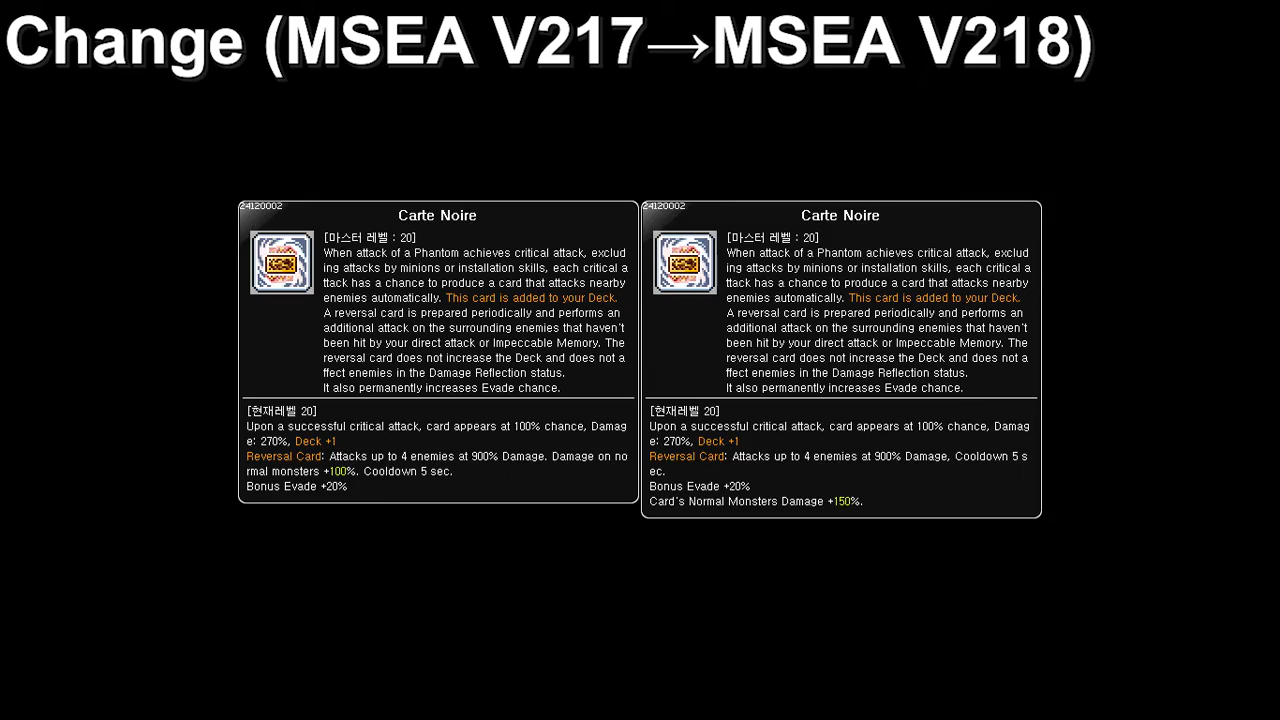 Change (MSEA V217→MSEA V218)
24120002
Carte Noire
[마스터 레벨 : 20]
When attack of a Phantom achieves critical attack, exclud
ing attacks by minions or installation skills, each critical a
ttack has a chance to produce a card that attacks nearby
enemies automatically. This card is added to your Deck.
A reversal card is prepared periodically and performs an
additional attack on the surrounding enemies that haven't
been hit by your direct attack or Impeccable Memory. The
reversal card does not increase the Deck and does not a
ffect enemies in the Damage Reflection status.
It also permanently increases Evade chance.
[현재레벨 20]
Upon a successful critical attack, card appears at 100% chance, Damag
e: 270%, Deck +1
Reversal Card: Attacks up to 4 enemies at 900% Damage. Damage on no
rmal monsters +100%. Cooldown 5 sec.
Bonus Evade +20%
24120002
Carte Noire
[마스터 레벨 : 20]
When attack of a Phantom achieves critical attack, exclud
ing attacks by minions or installation skills, each critical a
ttack has a chance to produce a card that attacks nearby
enemies automatically. This card is added to your Deck.
A reversal card is prepared periodically and performs an
additional attack on the surrounding enemies that haven't
been hit by your direct attack or Impeccable Memory. The
reversal card does not increase the Deck and does not a
ffect enemies in the Damage Reflection status.
It also permanently increases Evade chance.
[현재레벨 20]
Upon a successful critical attack, card appears at 100% chance, Damag
e: 270%, Deck +1
Reversal Card: Attacks up to 4 enemies at 900% Damage, Cooldown 5 s
ec.
Bonus Evade +20%
Card's Normal Monsters Damage +150%.